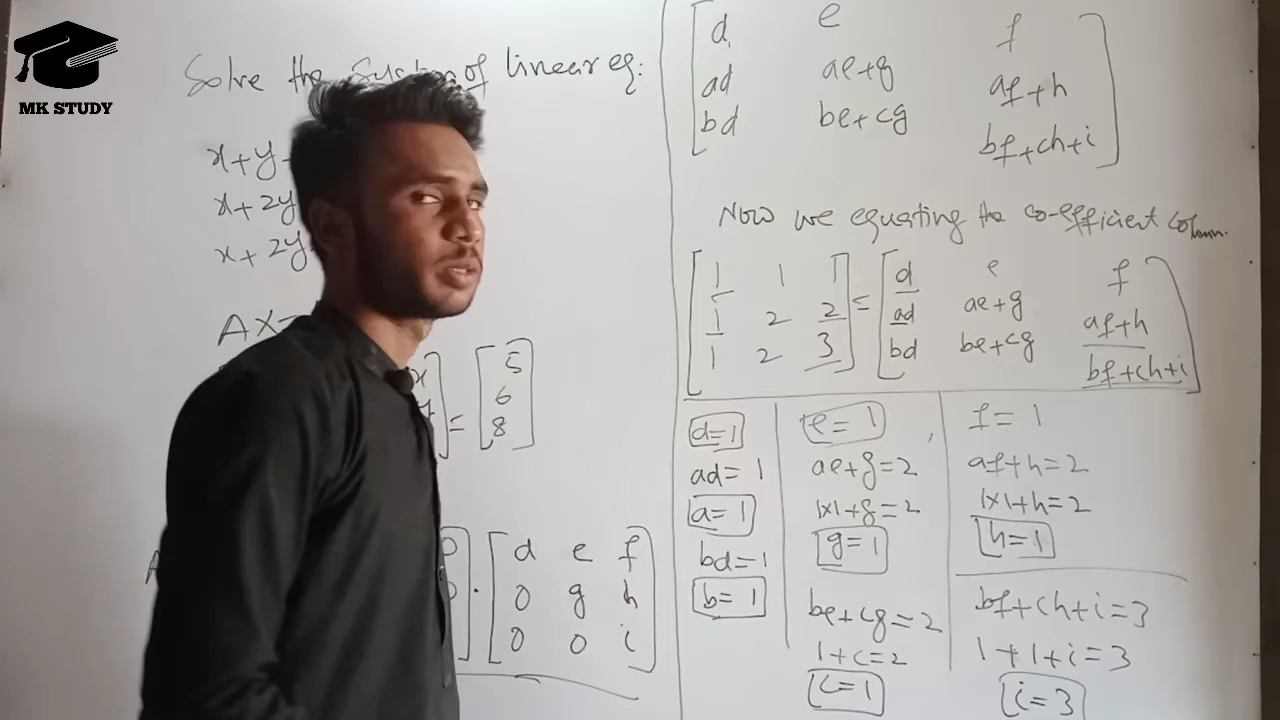 MK STUDY
Solve the System of linear eq:
x+y
x+2y
x+2y
AX=
x
y
= [5
6
8]
A
0
0
. [d e f
0 g h
0 0 i]
[d e f
ad ae+g af+h
bd be+cg bf+ch+i]
Now we equating the co-efficient column.
[1 1 1
1 2 2
1 2 3]
= [d e f
ad ae+g af+h
bd be+cg bf+ch+i]
d=1
ad=1
a=1
bd=1
b=1
e=1
ae+g=2
1x1+g=2
g=1
be+cg=2
1+c=2
c=1
f=1
af+h=2
1x1+h=2
h=1
bf+ch+i=3
1+1+i=3
i=3